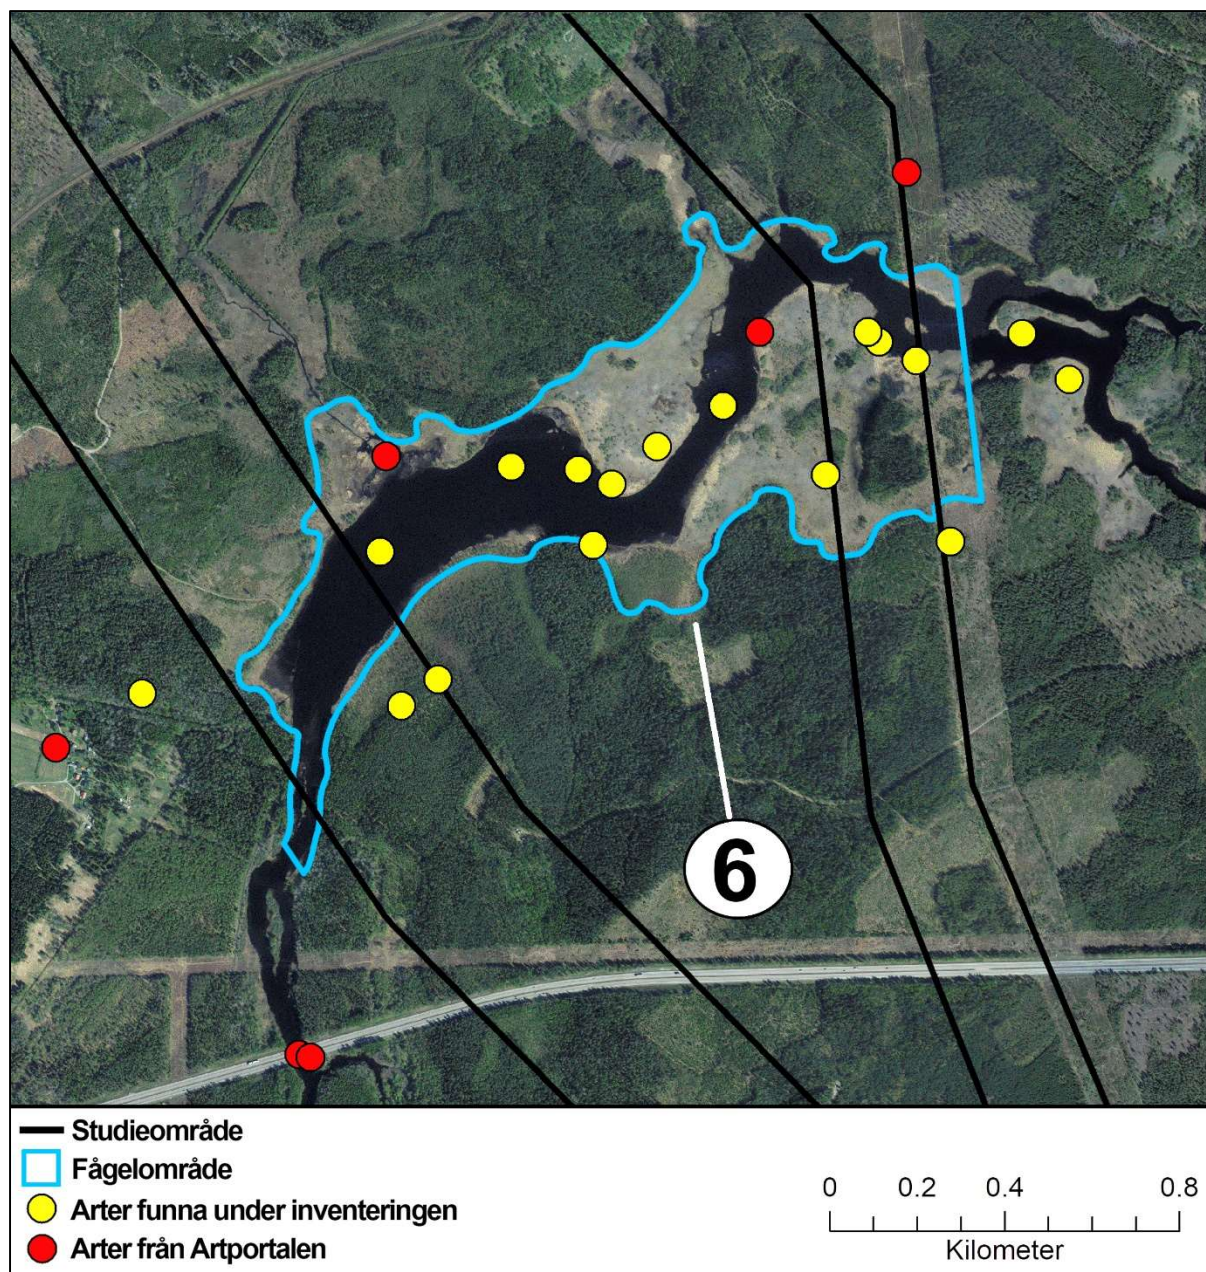 6
Studieområde
Fågelområde
Arter funna under inventeringen
Arter från Artportalen
0 0.2 0.4 0.8
Kilometer